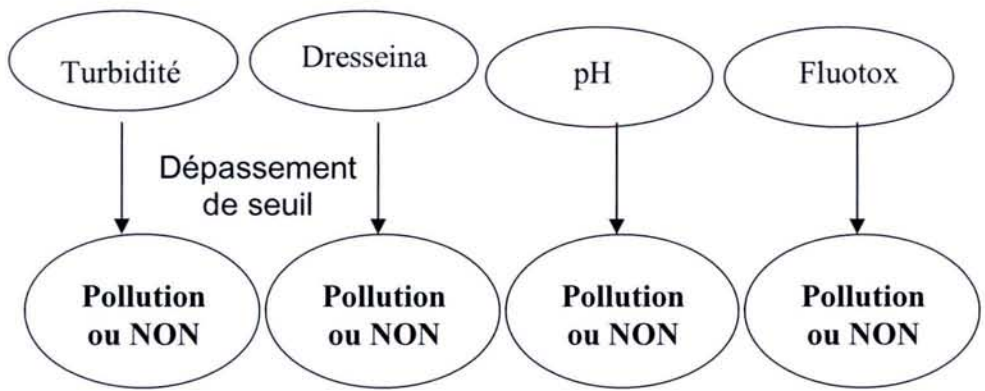 Turbidité
Dresseina
pH
Fluotox
Dépassement
de seuil
Pollution
ou NON
Pollution
ou NON
Pollution
ou NON
Pollution
ou NON